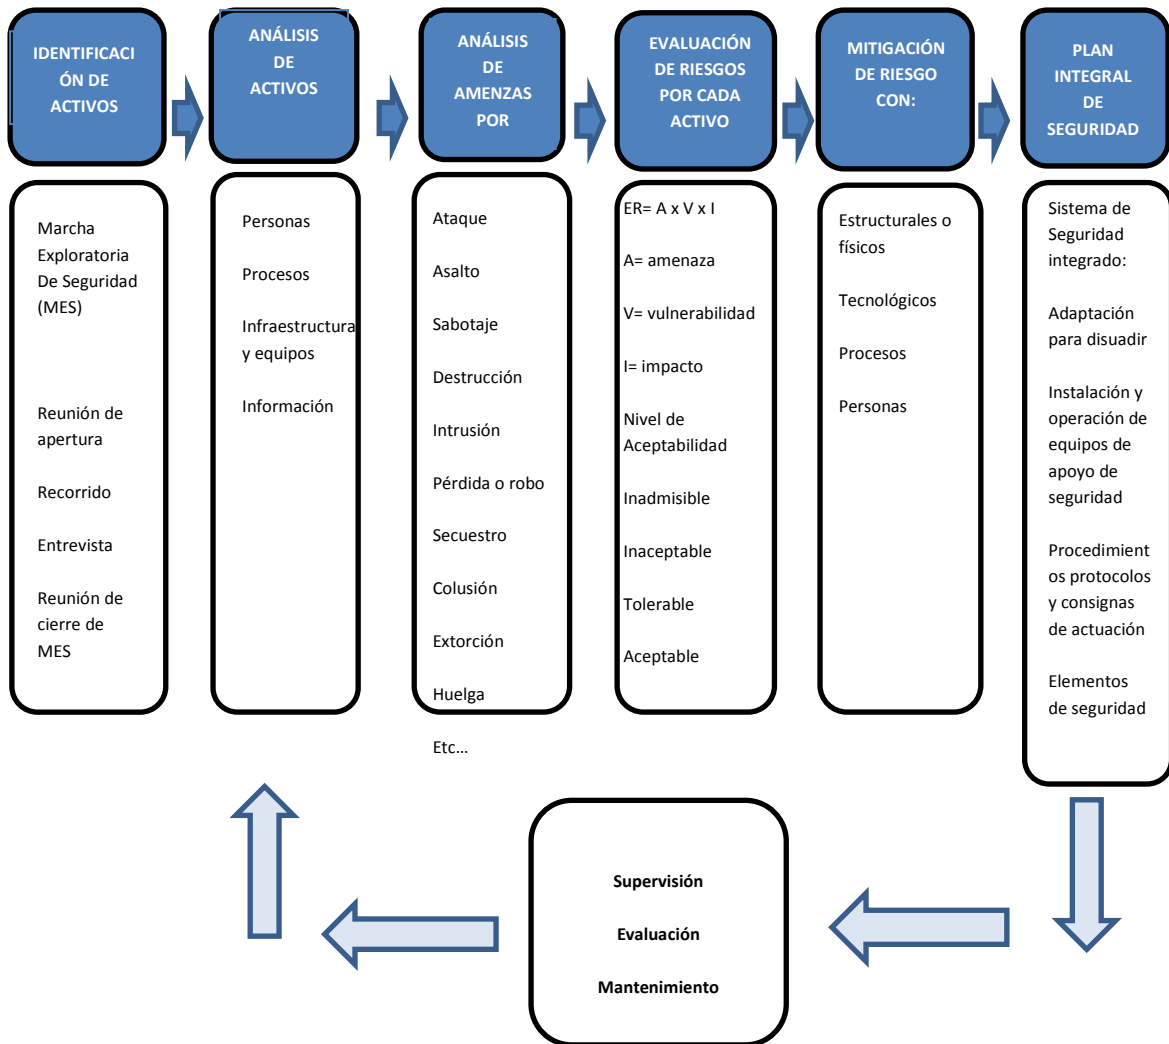 IDENTIFICACI
ÓN DE
ACTIVOS
ANÁLISIS
DE
ACTIVOS
ANÁLISIS
DE
AMENZAS
POR
EVALUACIÓN
DE RIESGOS
POR CADA
ACTIVO
MITIGACIÓN
DE RIESGO
CON:
PLAN
INTEGRAL
DE
SEGURIDAD
Marcha
Exploratoria
De Seguridad
(MES)
Reunión de
apertura
Recorrido
Entrevista
Reunión de
cierre de
MES
Personas
Procesos
Infraestructura
y equipos
Información
Ataque
Asalto
Sabotaje
Destrucción
Intrusión
Pérdida o robo
Secuestro
Colusión
Extorción
Huelga
Etc...
ER= A x V x I
A= amenaza
V= vulnerabilidad
I= impacto
Nivel de
Aceptabilidad
Inadmisible
Inaceptable
Tolerable
Aceptable
Estructurales o
físicos
Tecnológicos
Procesos
Personas
Sistema de
Seguridad
integrado:
Adaptación
para disuadir
Instalación y
operación de
equipos de
apoyo de
seguridad
Procedimient
os protocolos
y consignas
de actuación
Elementos
de seguridad
Supervisión
Evaluación
Mantenimiento